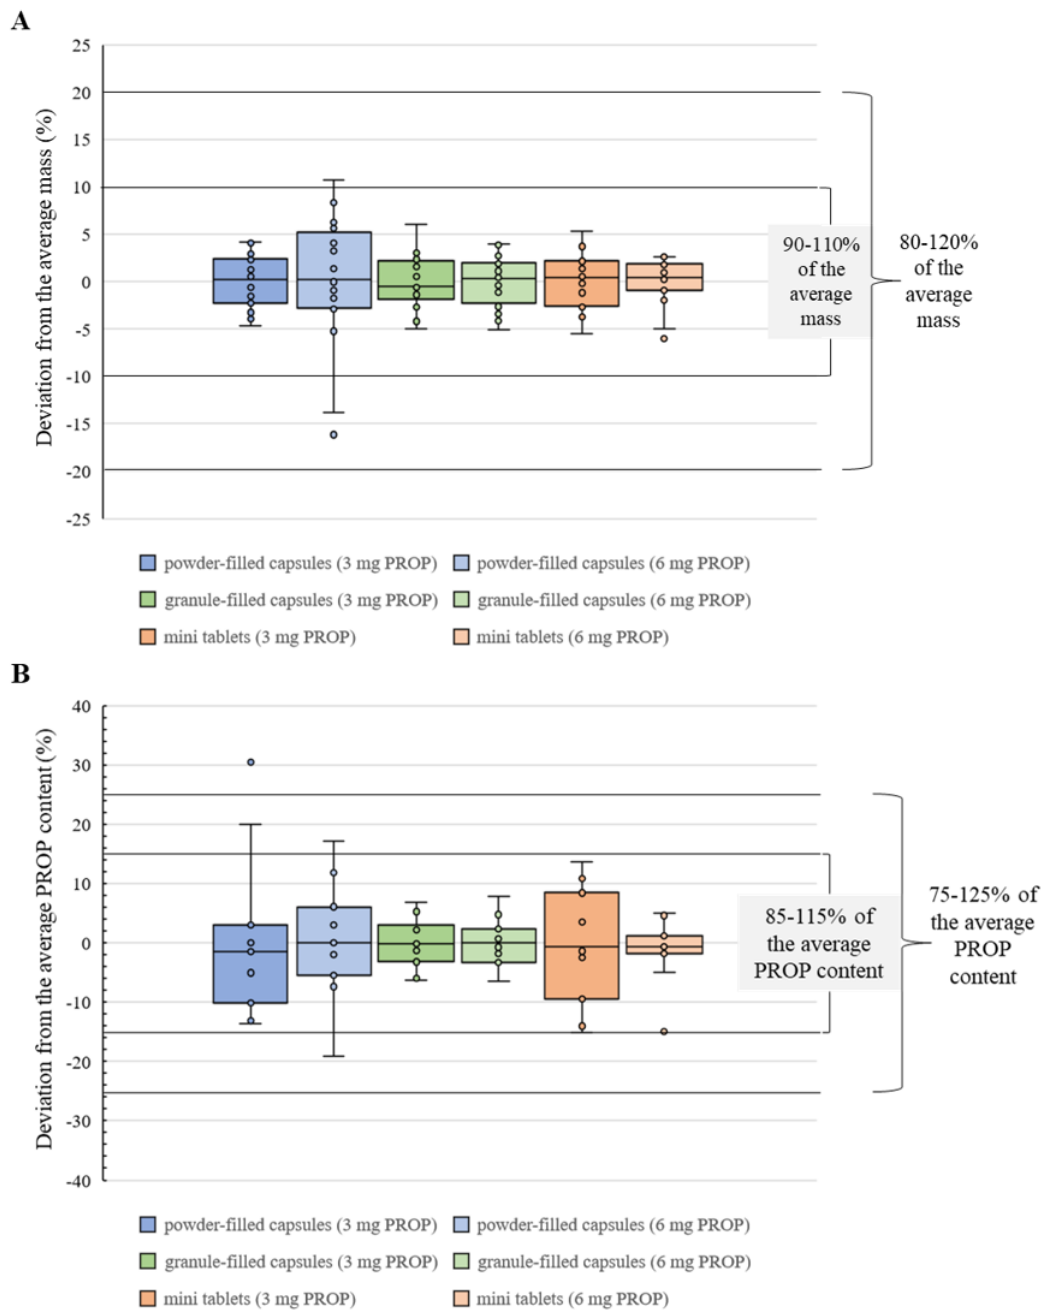 A
Deviation from the average mass (%)
25
20
15
10
5
0
-5
-10
-15
-20
-25
90-110%
of the
average
mass
80-120%
of the
average
mass
powder-filled capsules (3 mg PROP)
powder-filled capsules (6 mg PROP)
granule-filled capsules (3 mg PROP)
granule-filled capsules (6 mg PROP)
mini tablets (3 mg PROP)
mini tablets (6 mg PROP)
B
Deviation from the average PROP content (%)
40
30
20
10
0
-10
-20
-30
-40
85-115% of
the average
PROP content
75-125% of
the average
PROP
content
powder-filled capsules (3 mg PROP)
powder-filled capsules (6 mg PROP)
granule-filled capsules (3 mg PROP)
granule-filled capsules (6 mg PROP)
mini tablets (3 mg PROP)
mini tablets (6 mg PROP)